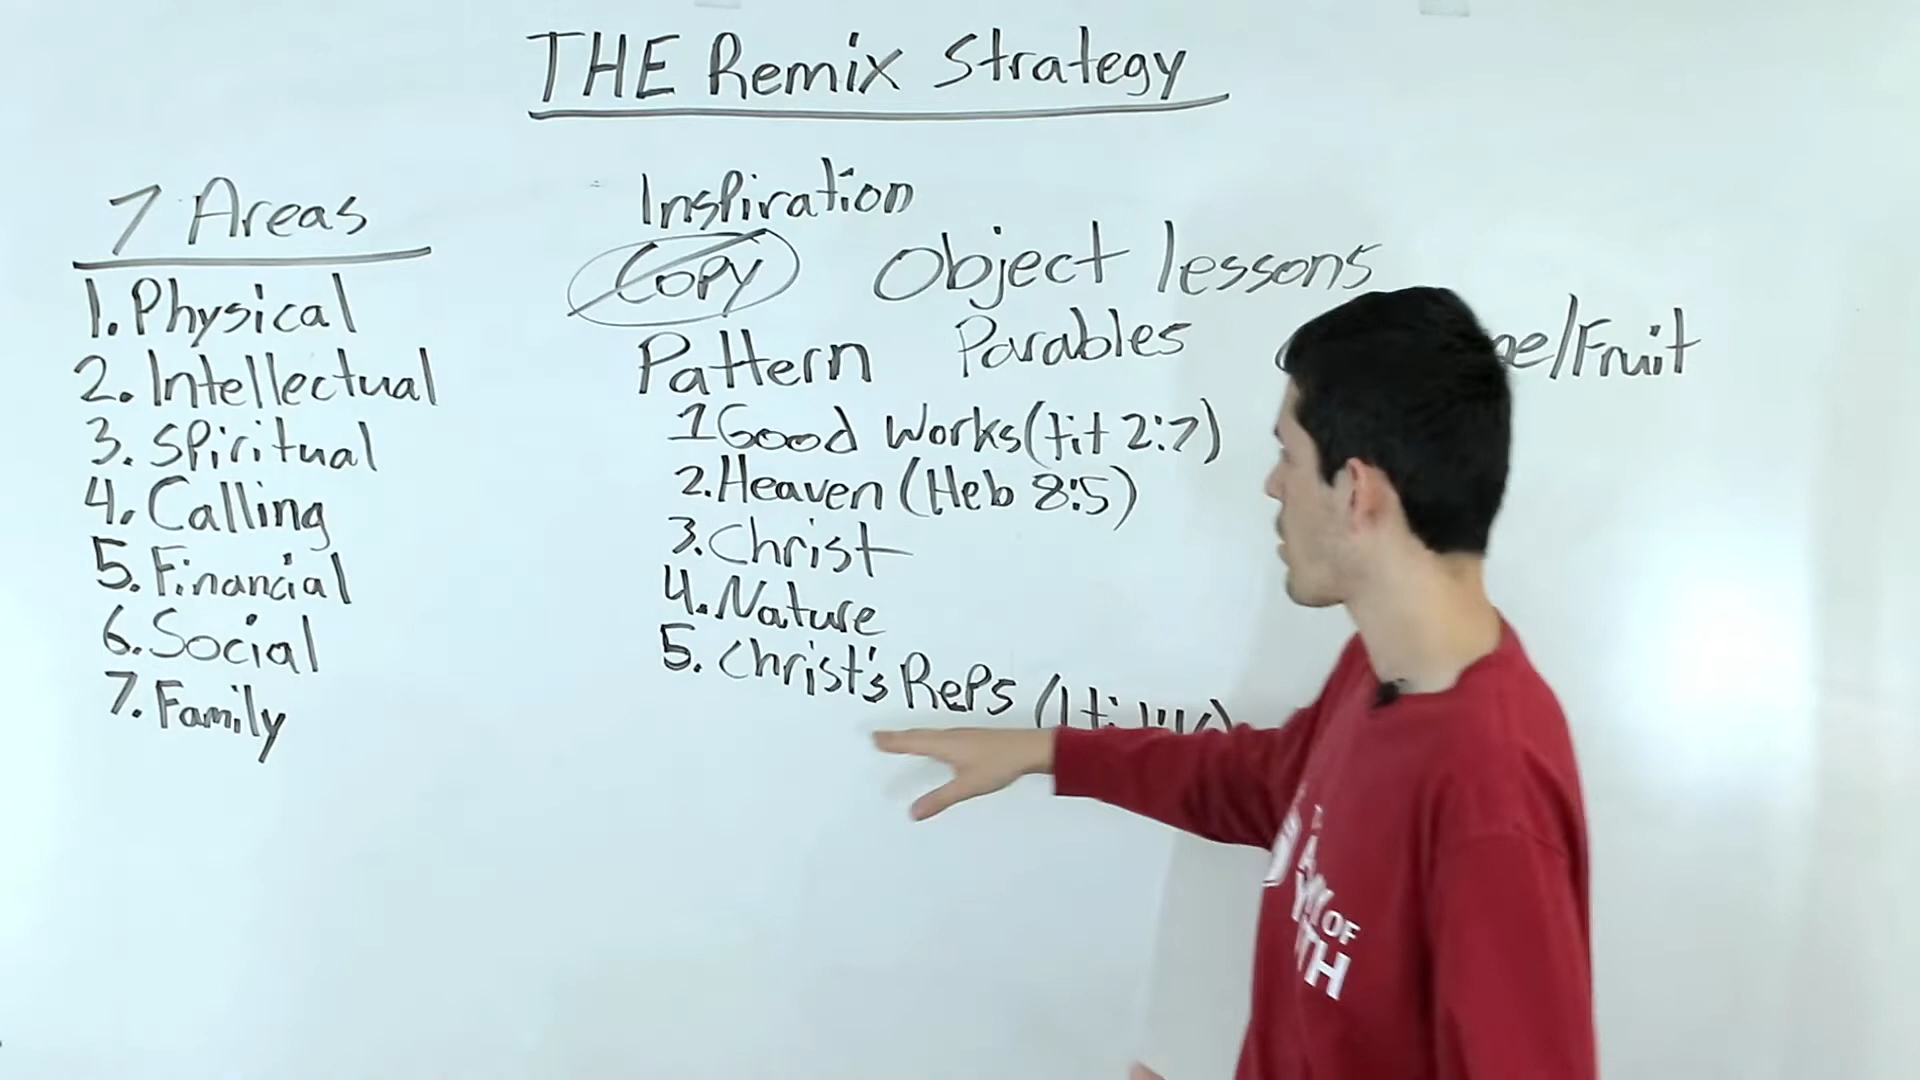 THE Remix Strategy
7 Areas
1. Physical
2. Intellectual
3. Spiritual
4. Calling
5. Financial
6. Social
7. Family
Inspiration
Copy Object lessons
Pattern Parables /Fruit
1 Good Works (tit 2:7)
2. Heaven (Heb 8:5)
3. Christ
4. Nature
5. Christ's Reps
OF